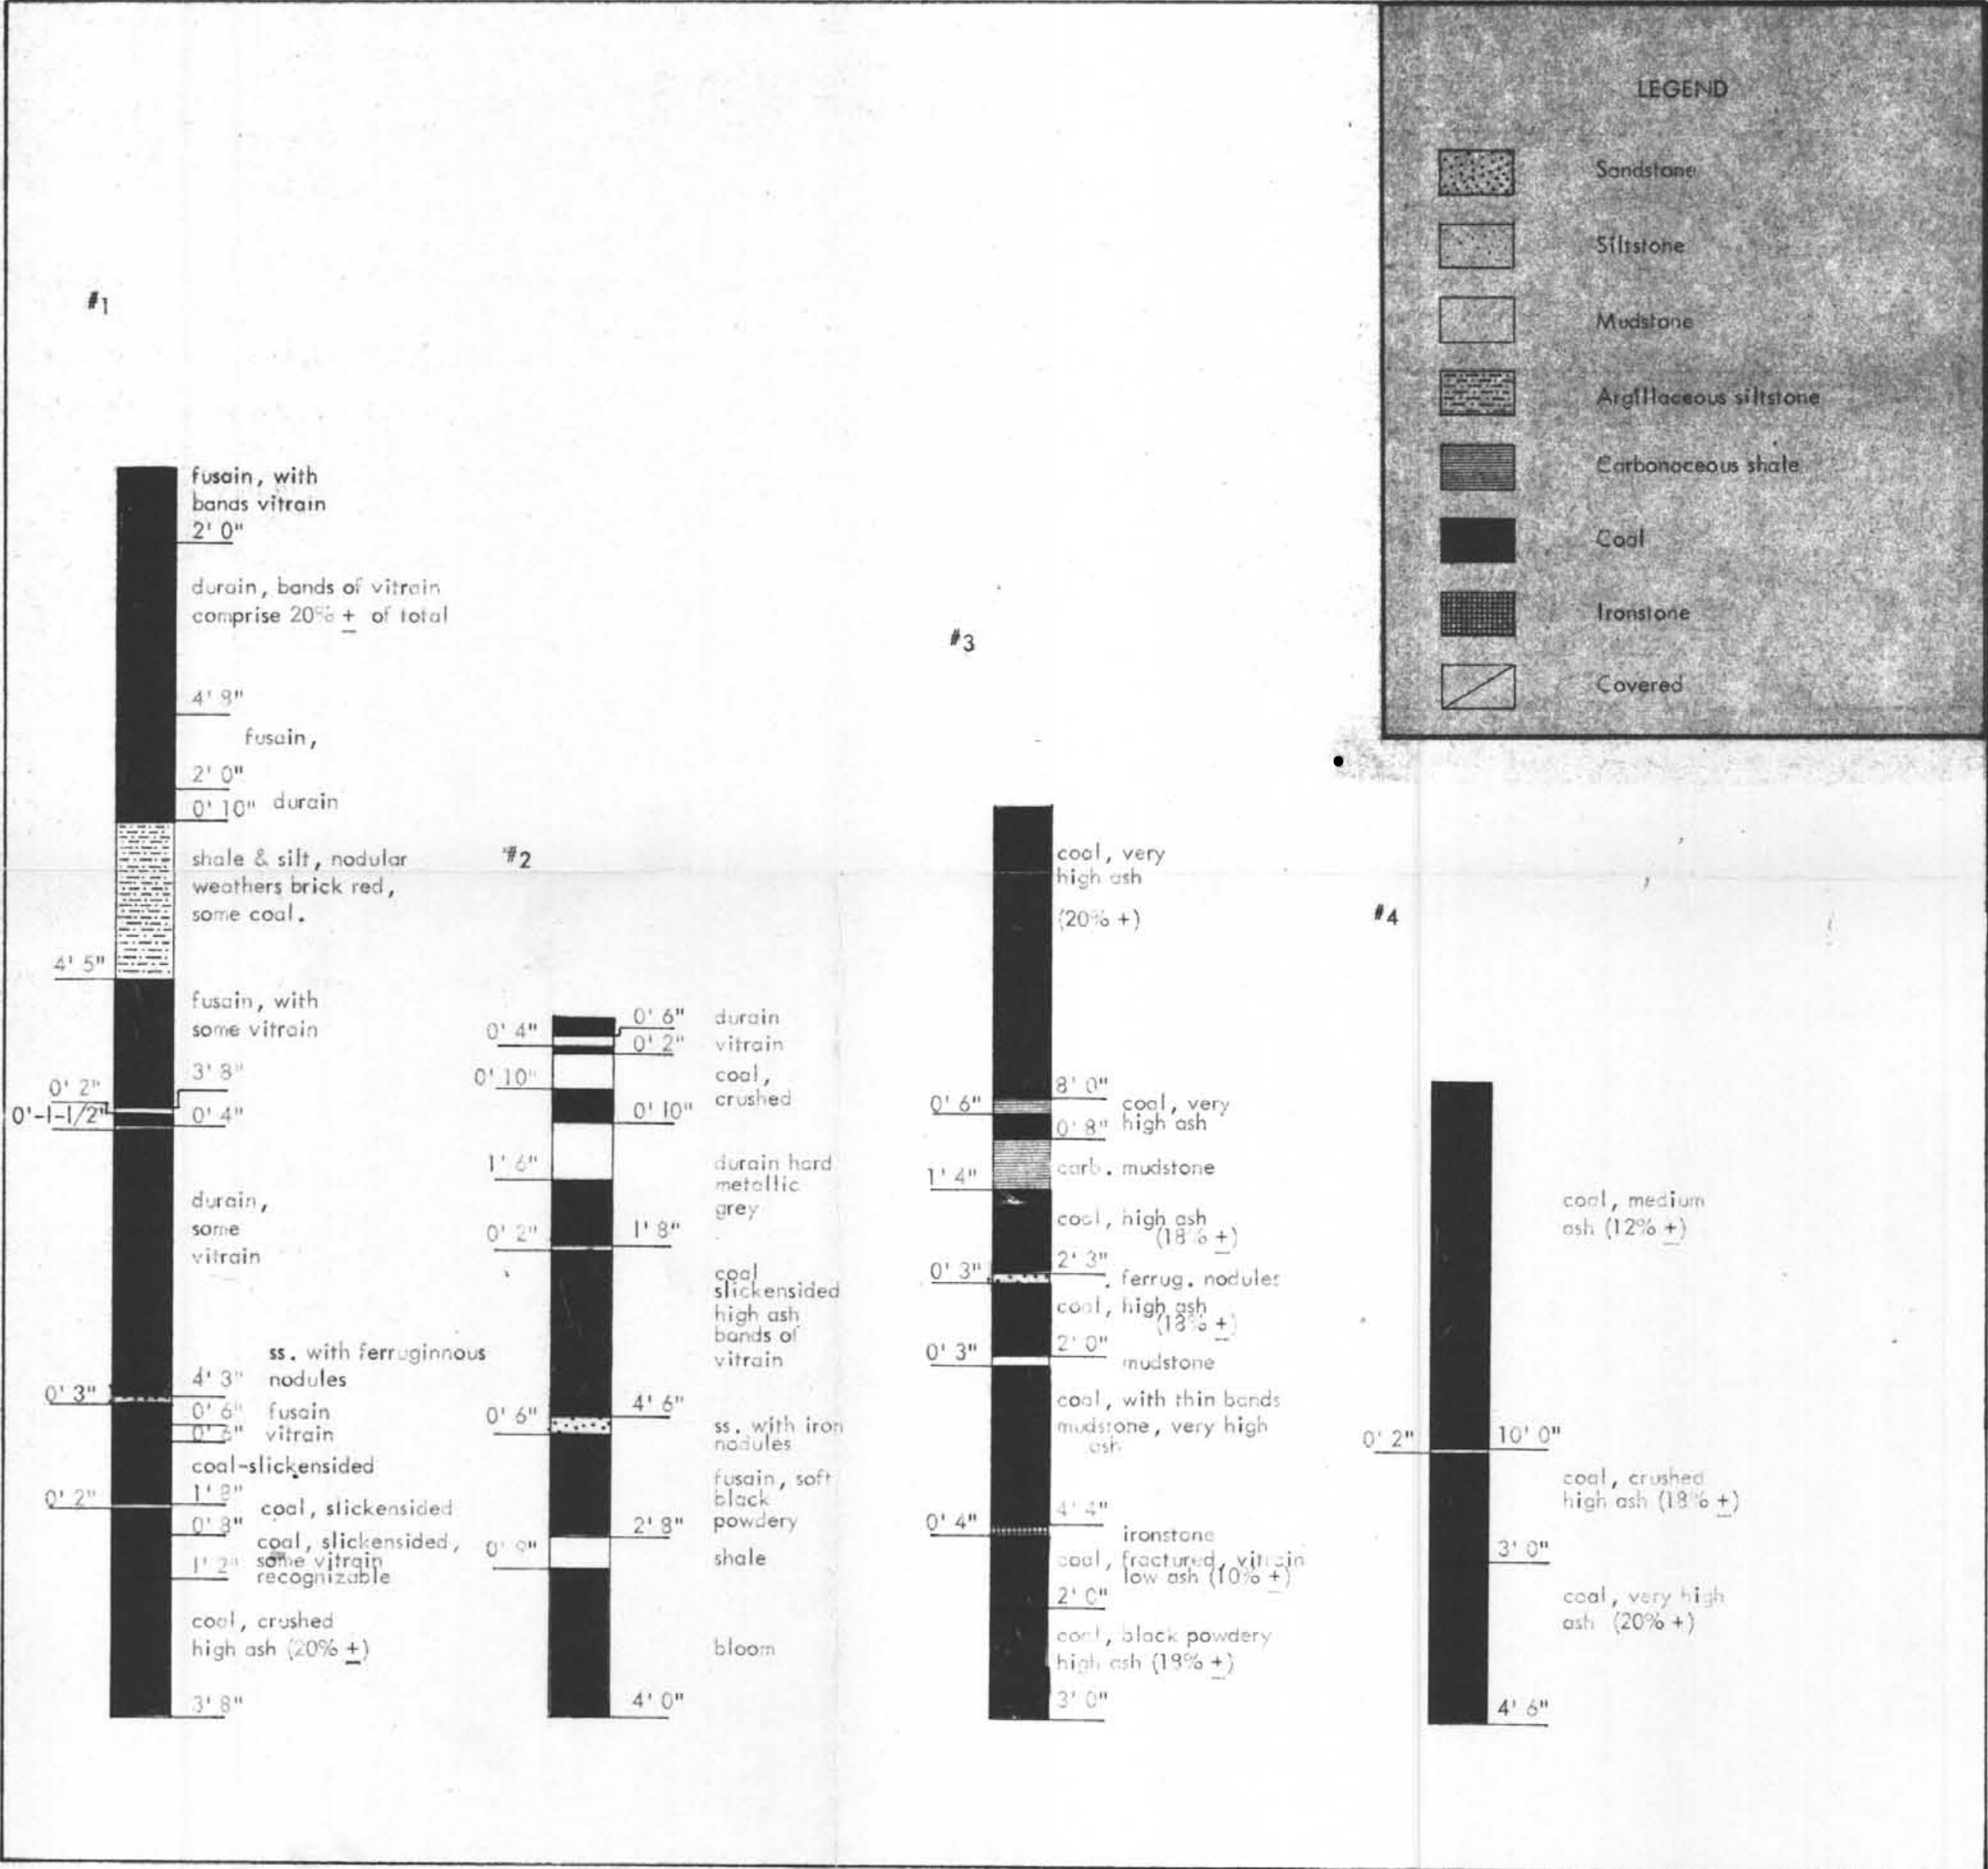 LEGEND
Sandstone
Siltstone
Mudstone
Argillaceous siltstone
Carbonaceous shale
Coal
Ironstone
Covered
#1
fusain, with
bands vitrain
2' 0"
durain, bands of vitrain
comprise 20% ± of total
4' 8"
fusain,
2' 0"
0' 10" durain
shale & silt, nodular
weathers brick red,
some coal.
4' 5"
fusain, with
some vitrain
3' 8"
0' 2"
0'-1-1/2"
0' 4"
durain,
some
vitrain
ss. with ferruginnous
4' 3" nodules
0' 3"
0' 6" fusain
vitrain
coal-slickensided
1' 8"
0' 2"
coal, slickensided
0' 8"
coal, slickensided,
1' 2" some vitrain
recognizable
coal, crushed
high ash (20% ±)
3' 8"
#2
0' 6" durain
0' 4"
0' 2" vitrain
0' 10"
coal,
crushed
0' 10"
1' 6"
durain hard
metallic
grey
0' 2"
1' 8"
coal
slickensided
high ash
bands of
vitrain
4' 6"
0' 6"
ss. with iron
nodules
fusain, soft
black
2' 8" powdery
0' 9"
shale
bloom
4' 0"
#3
coal, very
high ash
(20% +)
8' 0"
0' 6"
coal, very
0' 8" high ash
carb. mudstone
1' 4"
coal, high ash
(18% ±)
2' 3"
0' 3"
ferrug. nodules
coal, high ash
(18% ±)
2' 0"
0' 3"
mudstone
coal, with thin bands
mudstone, very high
ash
4' 4"
0' 4"
ironstone
coal, fractured, vitrain
low ash (10% ±)
2' 0"
coal, black powdery
high ash (18% ±)
3' 0"
#4
coal, medium
ash (12% ±)
10' 0"
0' 2"
coal, crushed
high ash (18% ±)
3' 0"
coal, very high
ash (20% +)
4' 6"